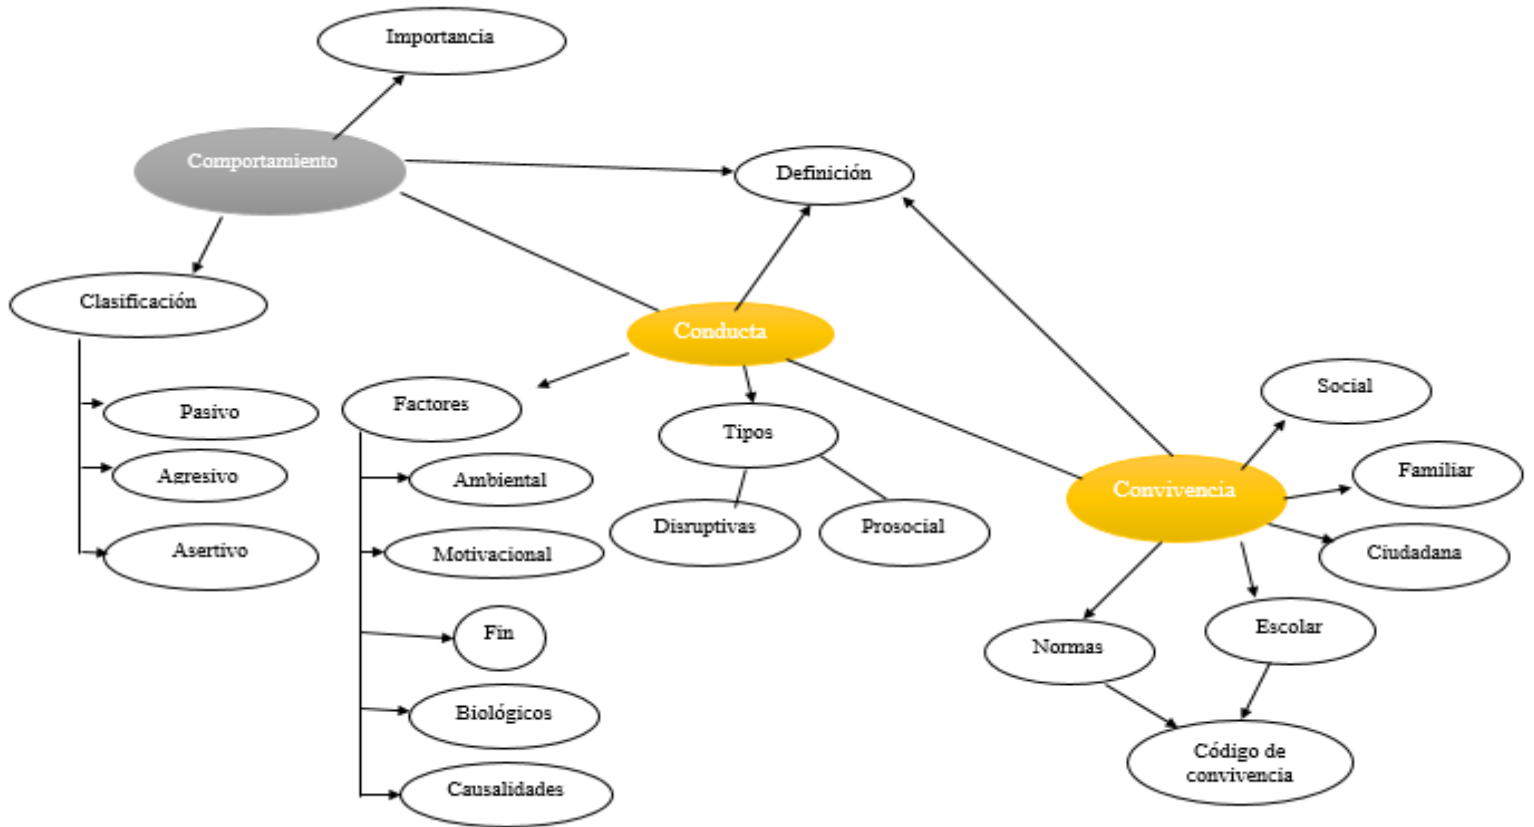 Importancia
Comportamiento
Definición
Clasificación
Conducta
Pasivo
Agresivo
Asertivo
Factores
Ambiental
Motivacional
Fin
Biológicos
Causalidades
Tipos
Disruptivas
Prosocial
Convivencia
Social
Familiar
Ciudadana
Escolar
Normas
Código de
convivencia